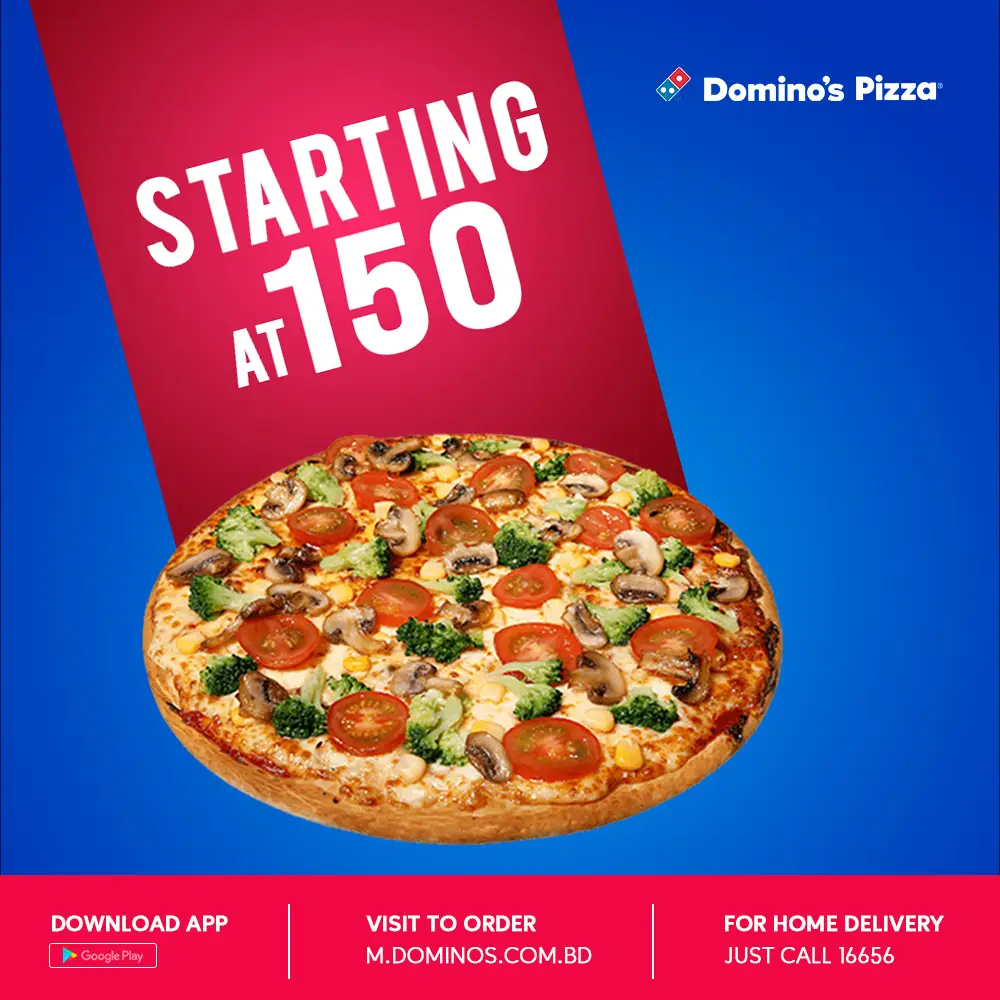 Domino's Pizza®
STARTING
AT 150
DOWNLOAD APP
Google Play
VISIT TO ORDER
M.DOMINOS.COM.BD
FOR HOME DELIVERY
JUST CALL 16656